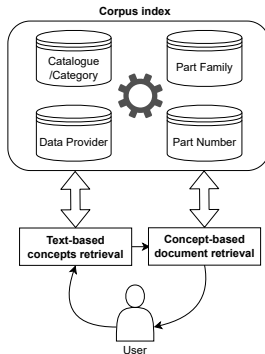 Corpus index
Catalogue
/Category
Part Family
Data Provider
Part Number
Text-based
concepts retrieval
Concept-based
document retrieval
User